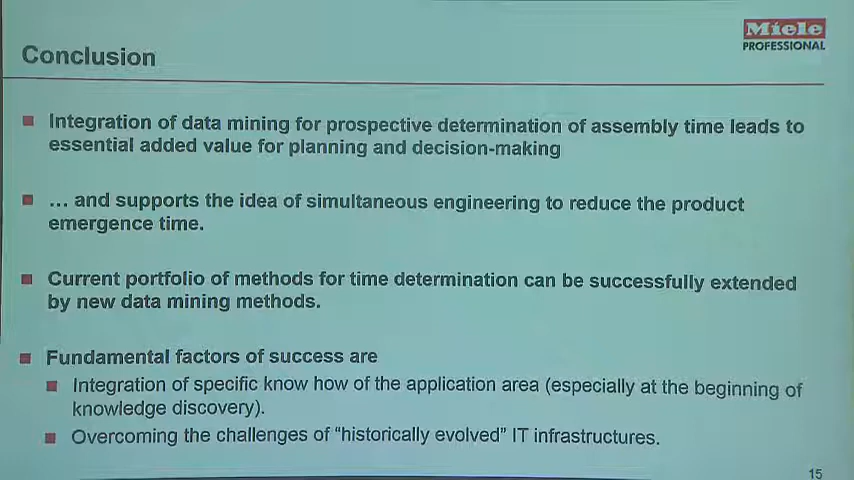 Miele
PROFESSIONAL
Conclusion
Integration of data mining for prospective determination of assembly time leads to
essential added value for planning and decision-making
... and supports the idea of simultaneous engineering to reduce the product
emergence time.
Current portfolio of methods for time determination can be successfully extended
by new data mining methods.
Fundamental factors of success are
Integration of specific know how of the application area (especially at the beginning of
knowledge discovery).
Overcoming the challenges of “historically evolved” IT infrastructures.
15